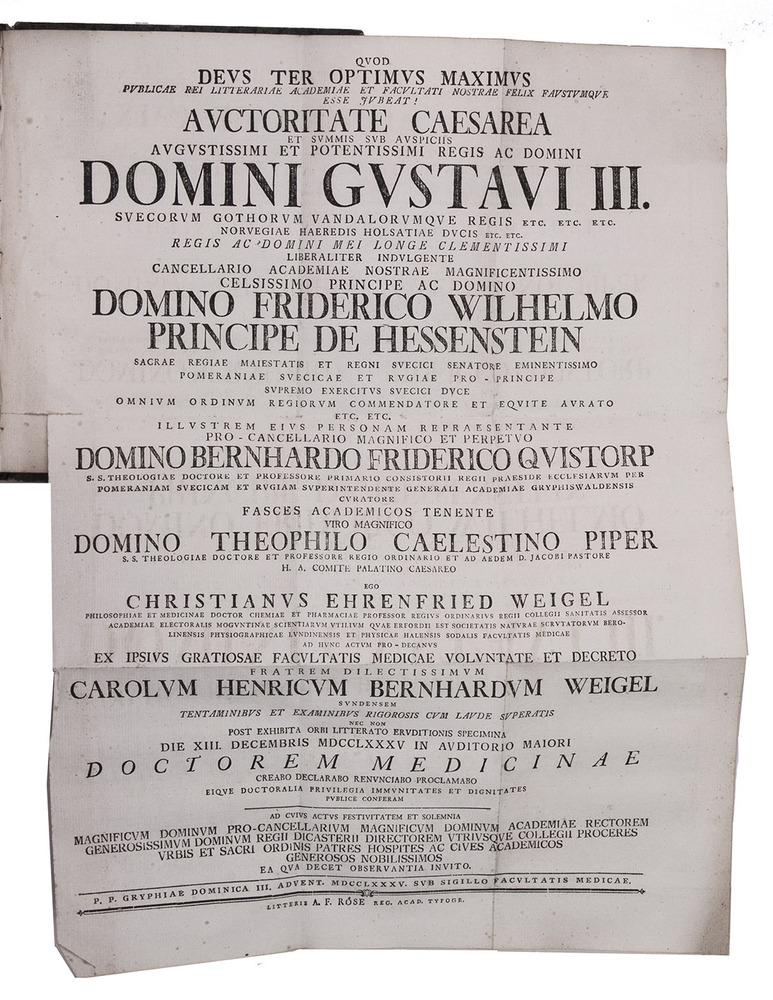 QVOD
DEVS TER OPTIMVS MAXIMVS
PVBLICAE REI LITTERARIAE ACADEMIAE ET FACVLTATI NOSTRAE FELIX FAVSTVMQVE
ESSE JVBEAT!
AVCTORITATE CAESAREA
ET SVMMIS SVB AVSPICIIS
AVGVSTISSIMI ET POTENTISSIMI REGIS AC DOMINI
DOMINI GVSTAVI III.
SVECORVM GOTHORVM VANDALORVMQVE REGIS ETC. ETC. ETC.
NORVEGIAE HAEREDIS HOLSATIAE DVCIS ETC. ETC.
REGIS AC DOMINI MEI LONGE CLEMENTISSIMI
LIBERALITER INDVLGENTE
CANCELLARIO ACADEMIAE NOSTRAE MAGNIFICENTISSIMO
CELSISSIMO PRINCIPE AC DOMINO
DOMINO FRIDERICO WILHELMO
PRINCIPE DE HESSENSTEIN
SACRAE REGIAE MAIESTATIS ET REGNI SVECICI SENATORE EMINENTISSIMO
POMERANIAE SVECICAE ET RVGIAE PRO-PRINCIPE
SVPREMO EXERCITVS SVECICI DVCE
OMNIVM ORDINVM REGIORVM COMMENDATORE ET EQVITE AVRATO
ETC. ETC.
ILLVSTREM EIVS PERSONAM REPRAESENTANTE
PRO-CANCELLARIO MAGNIFICO ET PERPETVO
DOMINO BERNHARDO FRIDERICO QVISTORP
S. S. THEOLOGIAE DOCTORE ET PROFESSORE PRIMARIO CONSISTORII REGII PRAESIDE ECCLESIARVM PER
POMERANIAM SVECICAM ET RVGIAM SVPERINTENDENTE GENERALI ACADEMIAE GRYPHISWALDENSIS
CVRATORE
FASCES ACADEMICOS TENENTE
VIRO MAGNIFICO
DOMINO THEOPHILO CAELESTINO PIPER
S. S. THEOLOGIAE DOCTORE ET PROFESSORE REGIO ORDINARIO ET AD AEDEM D. JACOBI PASTORE
H. A. COMITE PALATINO CAESAREO
EGO
CHRISTIANVS EHRENFRIED WEIGEL
PHILOSOPHIAE ET MEDICINAE DOCTOR CHEMIAE ET PHARMACIAE PROFESSOR REGIVS ORDINARIVS REGII COLLEGII SANITATIS ASSESSOR
ACADEMIAE ELECTORALIS MOGVNTINAE SCIENTIARVM VTILIVM QVAE ERFORDII EST SOCIETATIS NATVRAE SCRVTATORVM BERO-
LINENSIS PHYSIOGRAPHICAE LVNDINENSIS ET PHYSICAE HALENSIS SODALIS FACVLTATIS MEDICAE
AD HVNC ACTVM PRO-DECANVS
EX IPSIVS GRATIOSAE FACVLTATIS MEDICAE VOLVNTATE ET DECRETO
FRATREM DILECTISSIMVM
CAROLVM HENRICVM BERNHARDVM WEIGEL
SVNDENSEM
TENTAMINIBVS ET EXAMINIBVS RIGOROSIS CVM LAVDE SVPERATIS
NEC NON
POST EXHIBITA ORBI LITTERATO ERVDITIONIS SPECIMINA
DIE XIII. DECEMBRIS MDCCLXXXV IN AVDITORIO MAIORI
DOCTOREM MEDICINAE
CREABO DECLARABO RENVNCIABO PROCLAMABO
EIQVE DOCTORALIA PRIVILEGIA IMMVNITATES ET DIGNITATES
PVBLICE CONFERAM
AD CVIVS ACTVS FESTIVITATEM ET SOLEMNIA
MAGNIFICVM DOMINVM PRO-CANCELLARIVM MAGNIFICVM DOMINVM ACADEMIAE RECTOREM
GENEROSISSIMVM DOMINVM REGII DICASTERII DIRECTOREM VTRIVSQVE COLLEGII PROCERES
VRBIS ET SACRI ORDINIS PATRES HOSPITES AC CIVES ACADEMICOS
GENEROSOS NOBILISSIMOS
EA QVA DECET OBSERVANTIA INVITO.
P. P. GRYPHIAE DOMINICA III. ADVENT. MDCCLXXXV. SVB SIGILLO FACVLTATIS MEDICAE.
LITTERIS A. F. RÖSE REG. ACAD. TYPOGR.